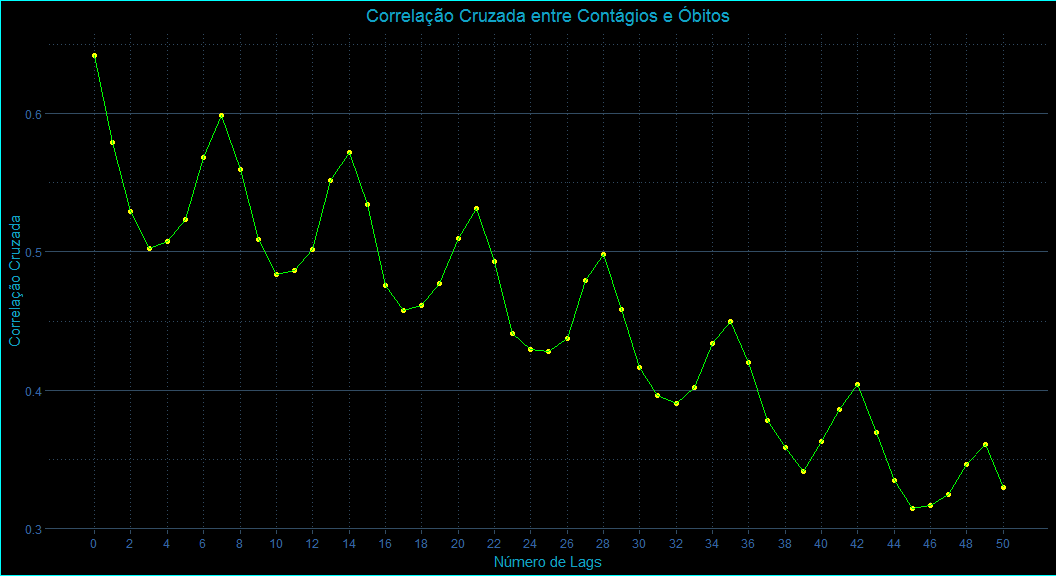 Correlação Cruzada entre Contágios e Óbitos
Correlação Cruzada
0.6
0.5
0.4
0.3
0 2 4 6 8 10 12 14 16 18 20 22 24 26 28 30 32 34 36 38 40 42 44 46 48 50
Número de Lags